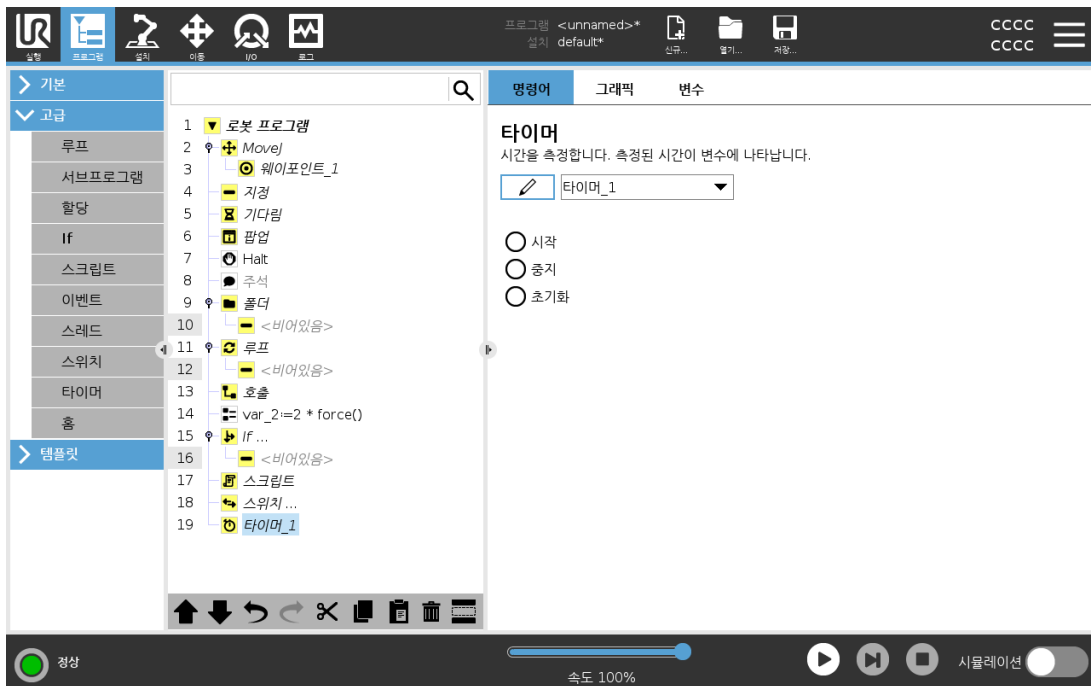 UR
실행
프로그램
설치
이동
I/O
로그
프로그램 <unnamed>*
설치 default*
신규...
열기...
저장...
CCCC
CCCC
기본
고급
루프
서브프로그램
할당
If
스크립트
이벤트
스레드
스위치
타이머
홈
템플릿
1 로봇 프로그램
2 MoveJ
3 웨이포인트_1
4 지정
5 기다림
6 팝업
7 Halt
8 주석
9 폴더
10 <비어있음>
11 루프
12 <비어있음>
13 호출
14 var_2:=2 * force()
15 If ...
16 <비어있음>
17 스크립트
18 스위치 ...
19 타이머_1
명령어 그래픽 변수
타이머
시간을 측정합니다. 측정된 시간이 변수에 나타납니다.
타이머_1
시작
중지
초기화
정상
속도 100%
시뮬레이션